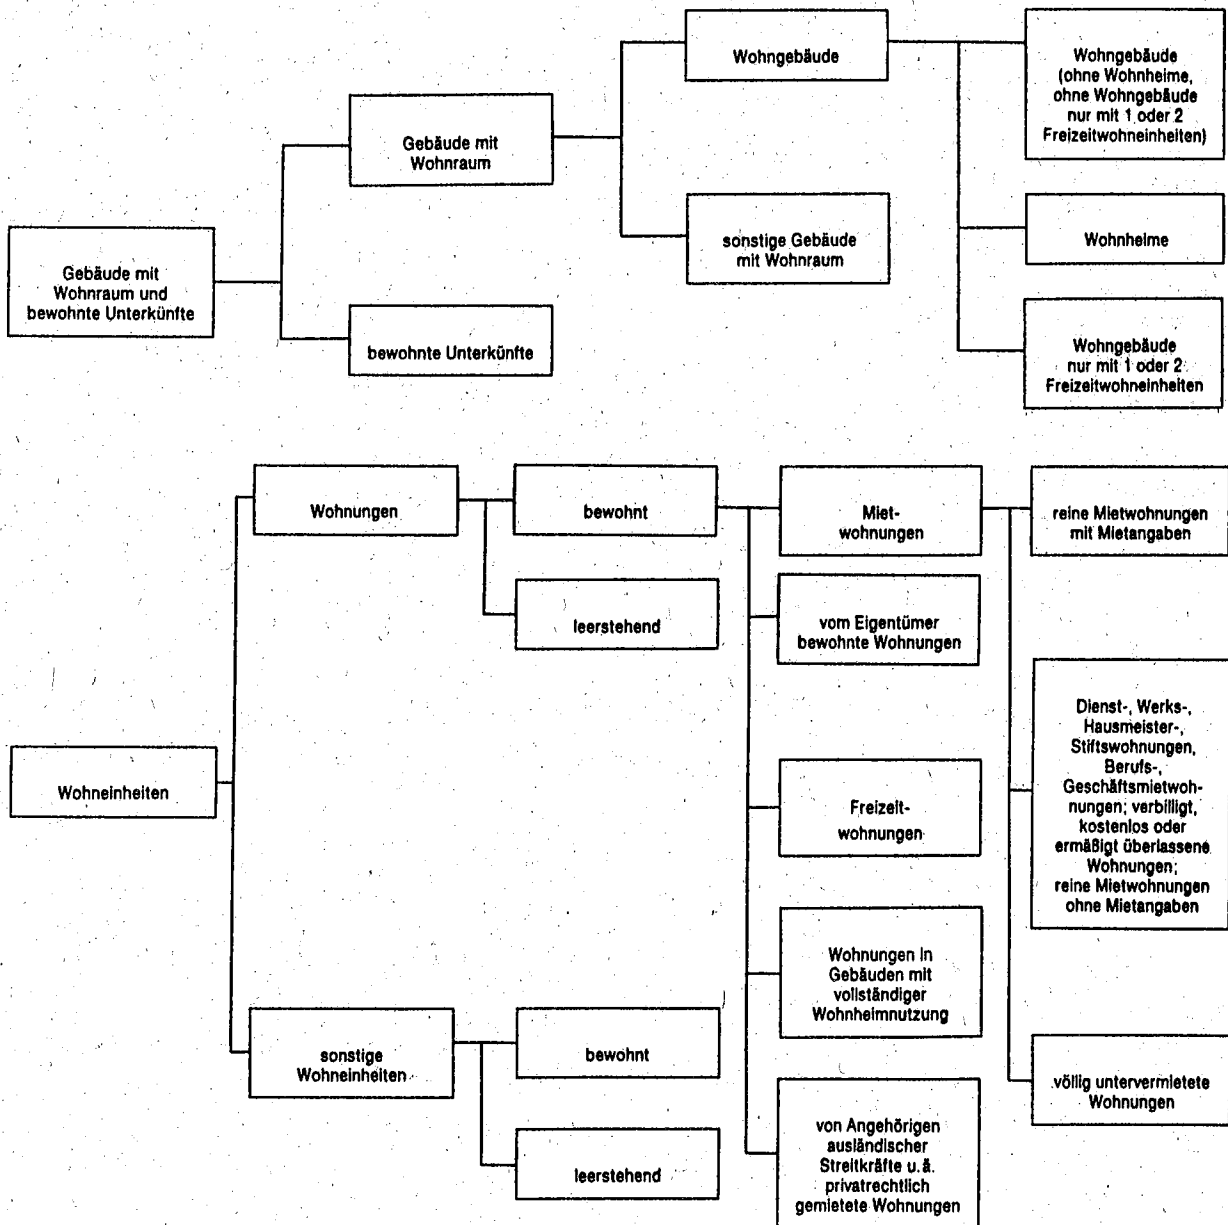 Wohngebäude
Wohngebäude
(ohne Wohnheime,
ohne Wohngebäude
nur mit 1 oder 2
Freizeitwohneinheiten)
Gebäude mit
Wohnraum
sonstige Gebäude
mit Wohnraum
Wohnheime
Gebäude mit
Wohnraum und
bewohnte Unterkünfte
bewohnte Unterkünfte
Wohngebäude
nur mit 1 oder 2
Freizeitwohneinheiten
Wohnungen
bewohnt
Miet-
wohnungen
reine Mietwohnungen
mit Mietangaben
leerstehend
vom Eigentümer
bewohnte Wohnungen
Wohneinheiten
Freizeit-
wohnungen
Dienst-, Werks-,
Hausmeister-,
Stiftswohnungen,
Berufs-,
Geschäftsmietwoh-
nungen; verbilligt,
kostenlos oder
ermäßigt überlassene
Wohnungen;
reine Mietwohnungen
ohne Mietangaben
Wohnungen in
Gebäuden mit
vollständiger
Wohnheimnutzung
sonstige
Wohneinheiten
bewohnt
völlig untervermietete
Wohnungen
leerstehend
von Angehörigen
ausländischer
Streitkräfte u.ä.
privatrechtlich
gemietete Wohnungen